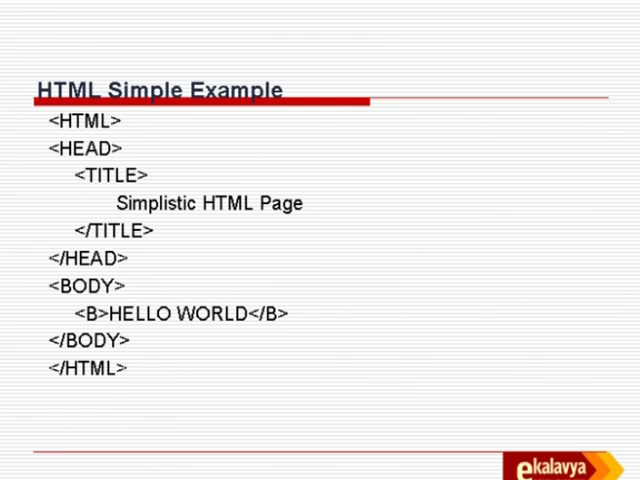 HTML Simple Example
<HTML>
<HEAD>
<TITLE>
Simplistic HTML Page
</TITLE>
</HEAD>
<BODY>
<B>HELLO WORLD</B>
</BODY>
</HTML>
ekalavya